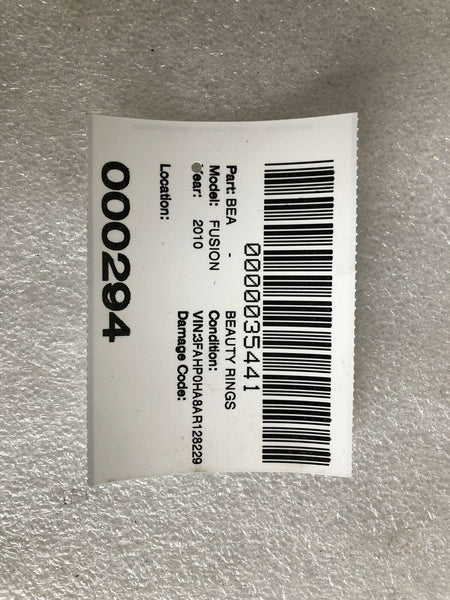 0000035441
Part: BEA - BEAUTY RINGS
Model: FUSION Condition:
Year: 2010 VIN:3FAHP0HA8AR128229
Damage Code:
Location:
000294